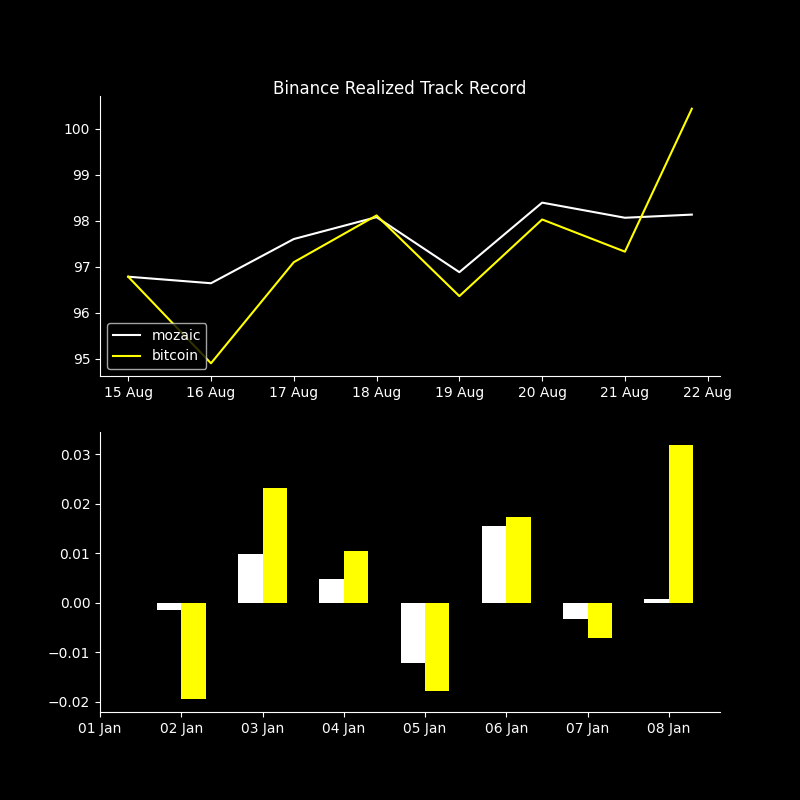 Binance Realized Track Record
100
99
98
97
96
95
mozaic
bitcoin
15 Aug 16 Aug 17 Aug 18 Aug 19 Aug 20 Aug 21 Aug 22 Aug
0.03
0.02
0.01
0.00
−0.01
−0.02
01 Jan 02 Jan 03 Jan 04 Jan 05 Jan 06 Jan 07 Jan 08 Jan